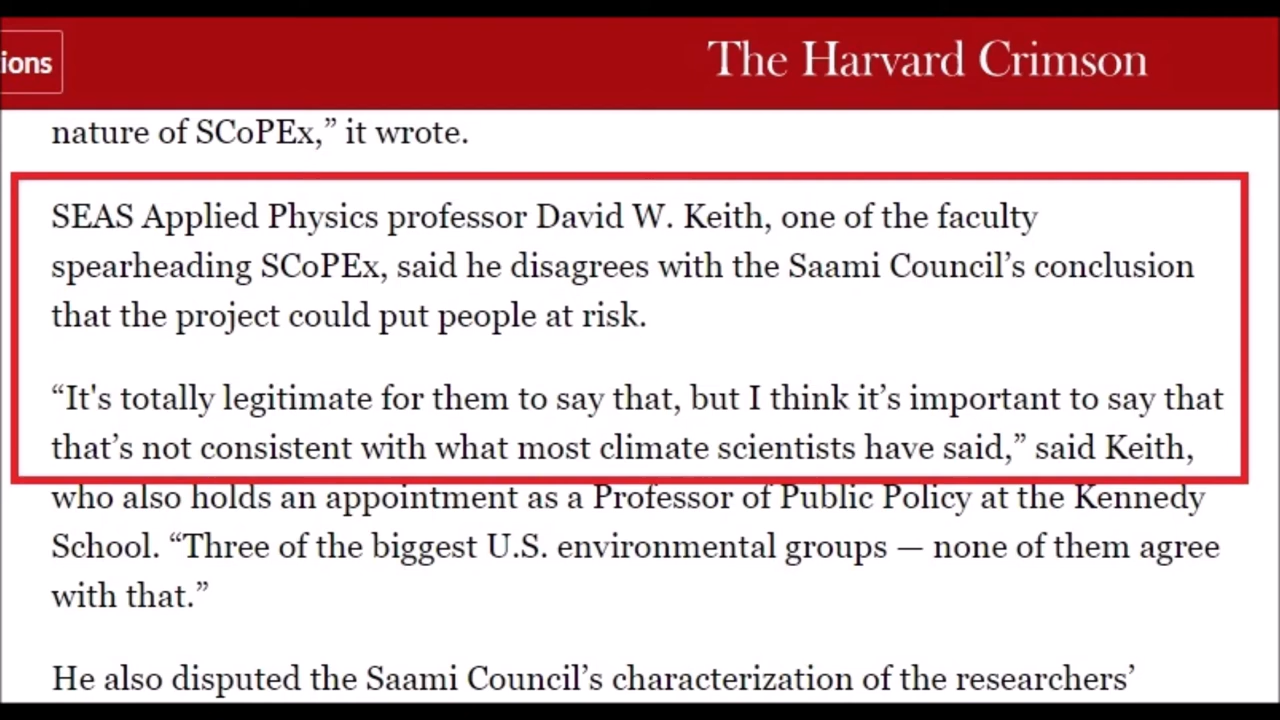 ions
The Harvard Crimson
nature of SCoPEx,” it wrote.
SEAS Applied Physics professor David W. Keith, one of the faculty
spearheading SCoPEx, said he disagrees with the Saami Council’s conclusion
that the project could put people at risk.
“It's totally legitimate for them to say that, but I think it’s important to say that
that’s not consistent with what most climate scientists have said,” said Keith,
who also holds an appointment as a Professor of Public Policy at the Kennedy
School. “Three of the biggest U.S. environmental groups — none of them agree
with that.”
He also disputed the Saami Council’s characterization of the researchers’